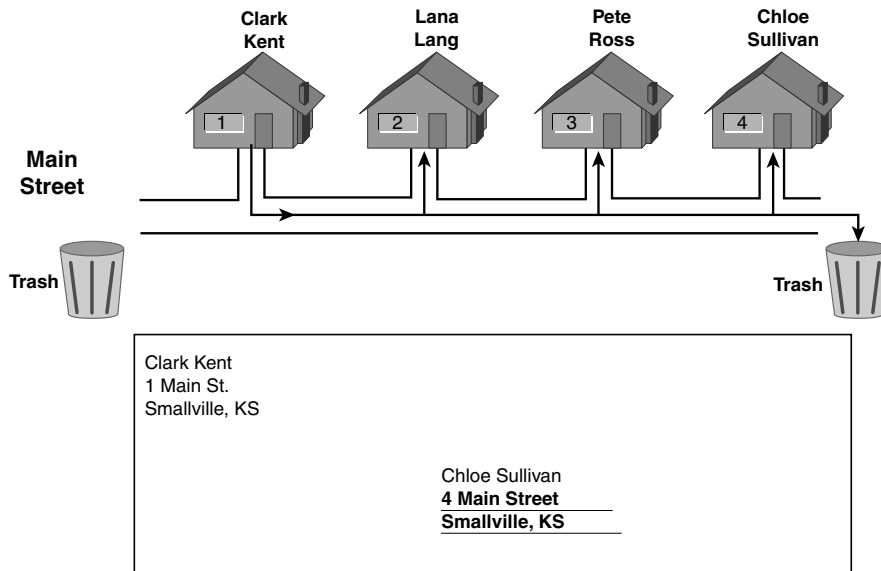 Clark
Kent
Lana
Lang
Pete
Ross
Chloe
Sullivan
1
2
3
4
Main
Street
Trash
Trash
Clark Kent
1 Main St.
Smallville, KS
Chloe Sullivan
4 Main Street
Smallville, KS